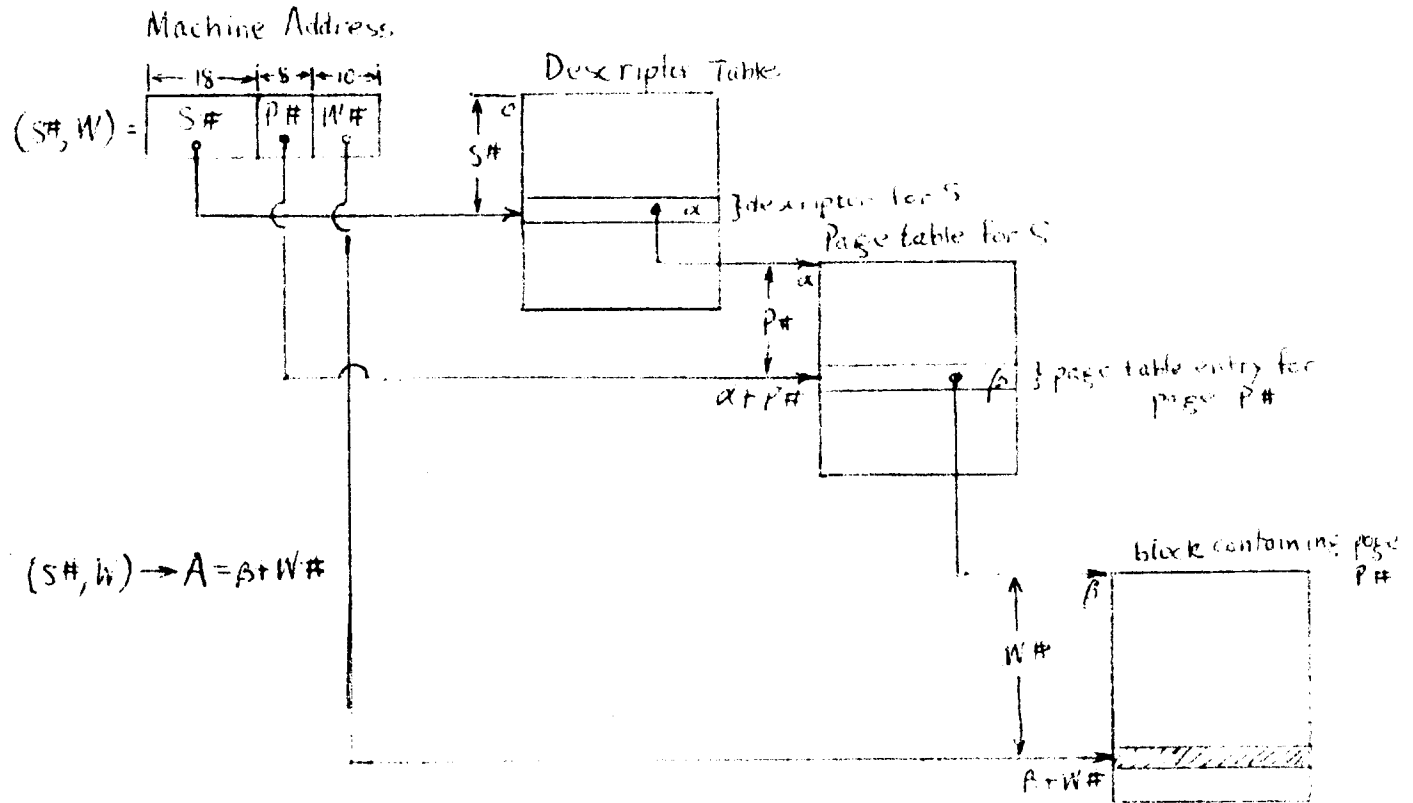 Machine Address
18 8 10
(S#, W) = S# P# W#
Descriptor Table
0
S#
α }descriptor for S
Page table for S
α
P#
α + P#
β } page table entry for
page P#
(S#, W) → A = β + W#
block containing page
P#
β
W#
β + W#